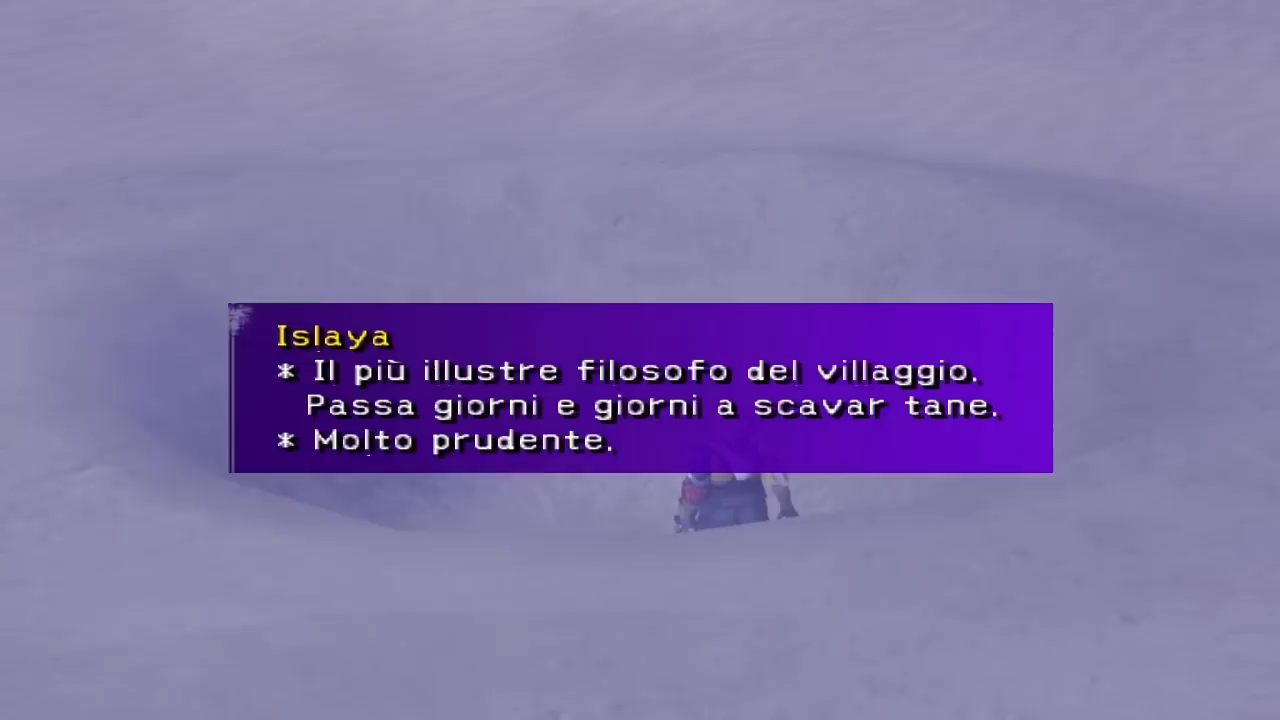 Islaya
* Il più illustre filosofo del villaggio.
Passa giorni e giorni a scavar tane.
* Molto prudente.